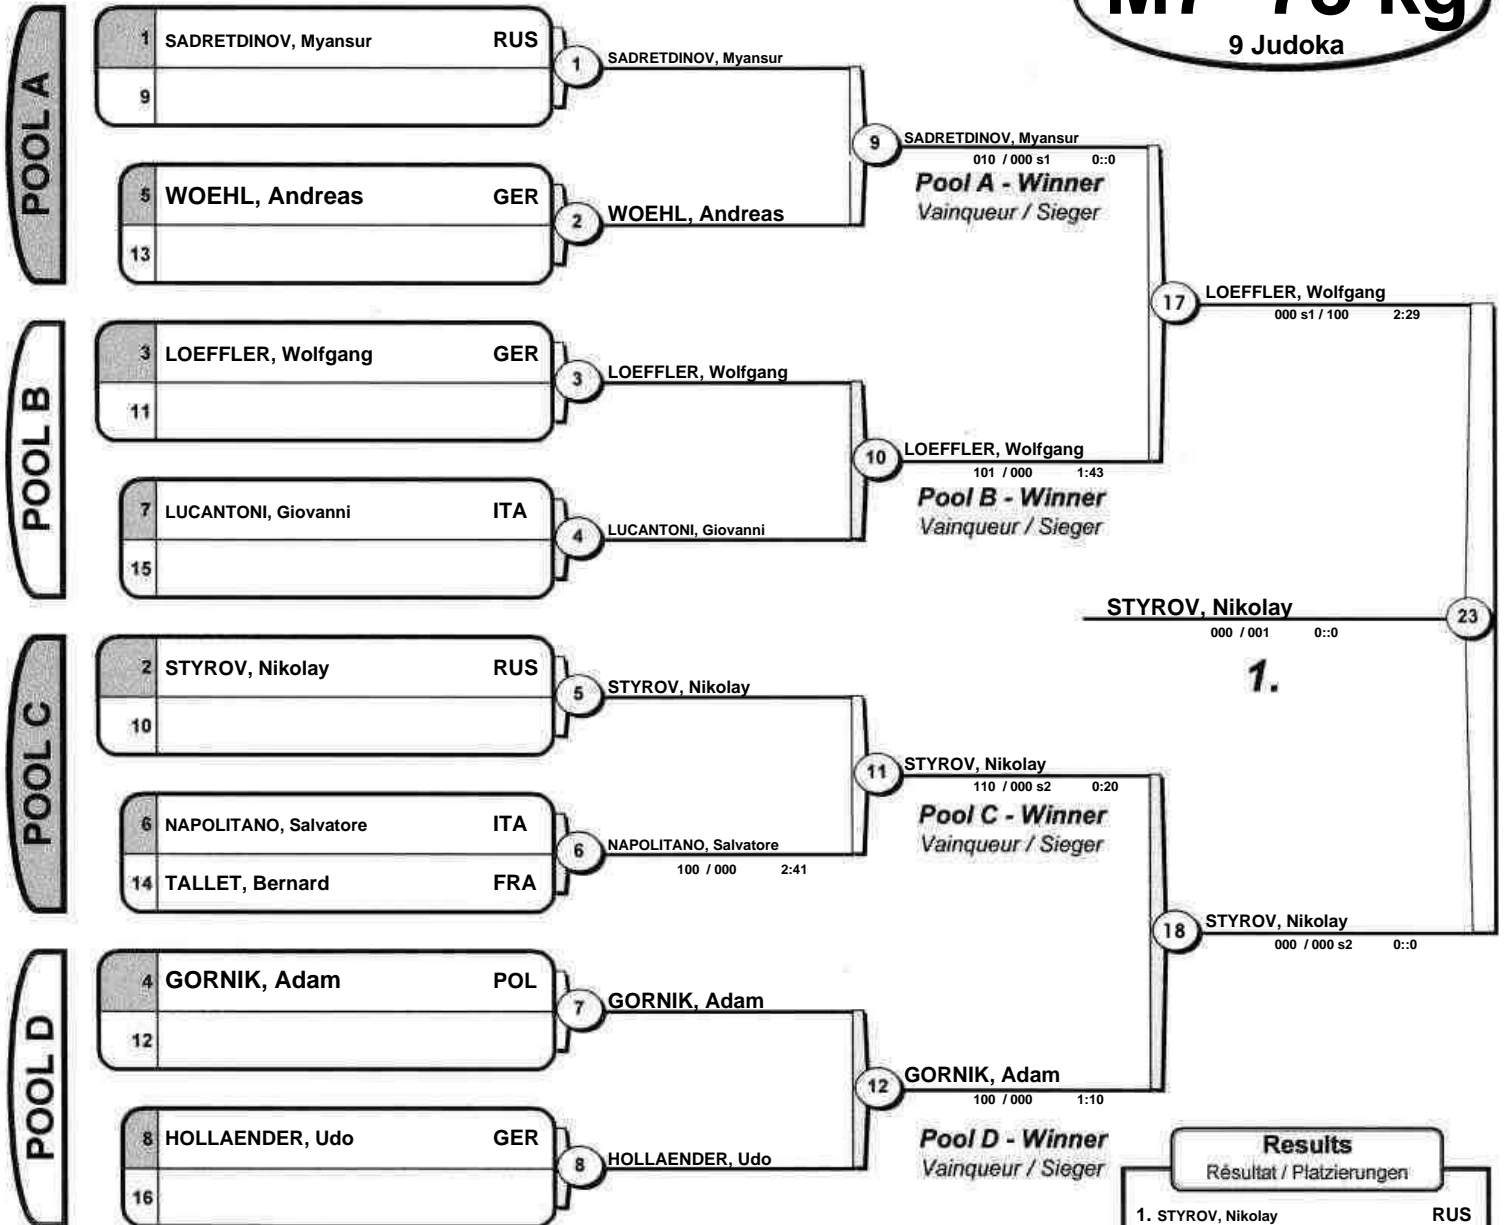 M7 -73 kg
9 Judoka
POOL A
1 SADRETDINOV, Myansur RUS
9
5 WOEHL, Andreas GER
13
1 SADRETDINOV, Myansur
2 WOEHL, Andreas
9 SADRETDINOV, Myansur
010 / 000 s1 0::0
Pool A - Winner
Vainqueur / Sieger
POOL B
3 LOEFFLER, Wolfgang GER
11
7 LUCANTONI, Giovanni ITA
15
3 LOEFFLER, Wolfgang
4 LUCANTONI, Giovanni
10 LOEFFLER, Wolfgang
101 / 000 1:43
Pool B - Winner
Vainqueur / Sieger
17 LOEFFLER, Wolfgang
000 s1 / 100 2:29
STYROV, Nikolay 23
000 / 001 0::0
1.
POOL C
2 STYROV, Nikolay RUS
10
6 NAPOLITANO, Salvatore ITA
14 TALLET, Bernard FRA
5 STYROV, Nikolay
6 NAPOLITANO, Salvatore
100 / 000 2:41
11 STYROV, Nikolay
110 / 000 s2 0:20
Pool C - Winner
Vainqueur / Sieger
18 STYROV, Nikolay
000 / 000 s2 0::0
POOL D
4 GORNIK, Adam POL
12
8 HOLLAENDER, Udo GER
16
7 GORNIK, Adam
8 HOLLAENDER, Udo
12 GORNIK, Adam
100 / 000 1:10
Pool D - Winner
Vainqueur / Sieger
Results
Résultat / Platzierungen
1. STYROV, Nikolay RUS